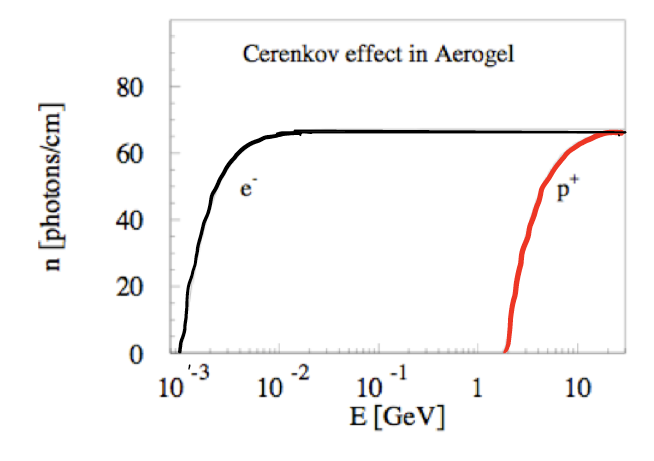 Cerenkov effect in Aerogel
n [photons/cm]
80
60
40
20
0
e-
p+
10-3 10-2 10-1 1 10
E [GeV]